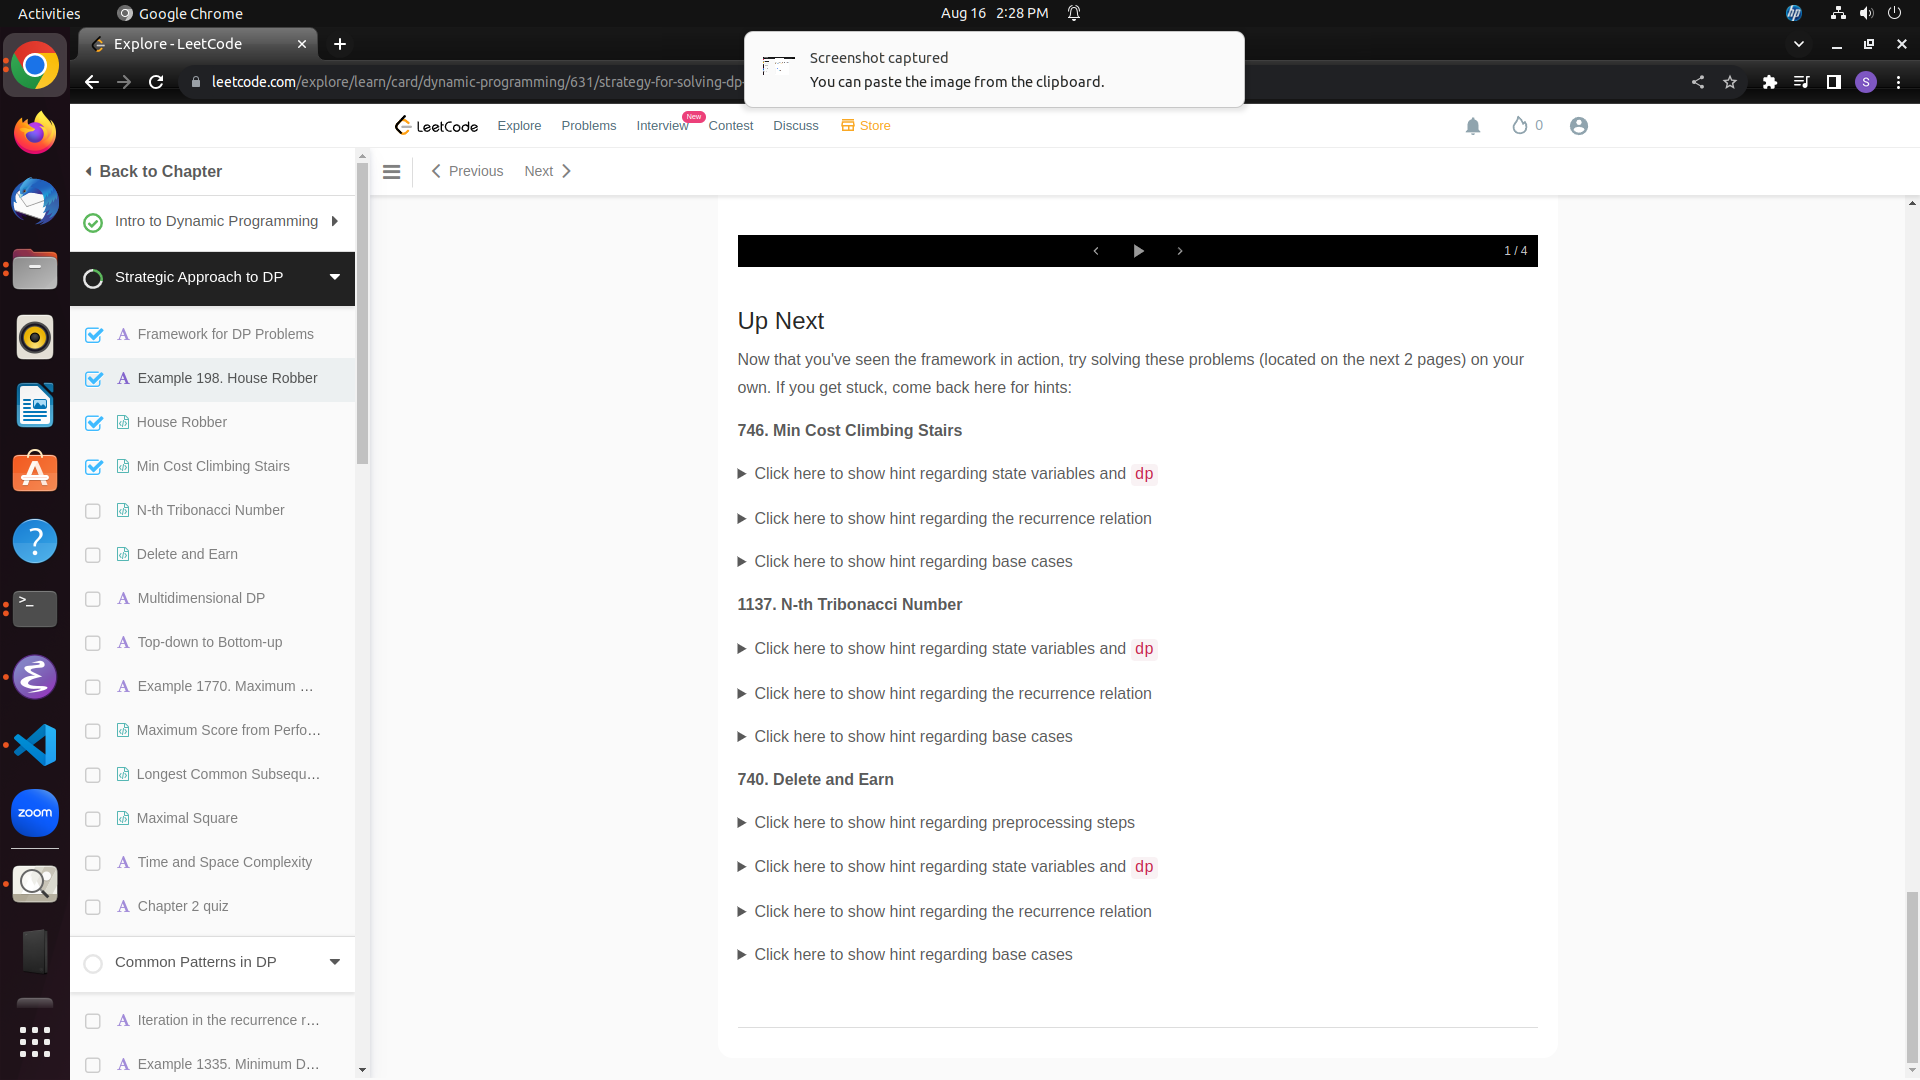 Activities
Google Chrome
Aug 16 2:28 PM
Explore - LeetCode
Screenshot captured
You can paste the image from the clipboard.
leetcode.com/explore/learn/card/dynamic-programming/631/strategy-for-solving-dp-
S
LeetCode
Explore
Problems
Interview
New
Contest
Discuss
Store
0
Back to Chapter
Previous
Next
Intro to Dynamic Programming
Strategic Approach to DP
A Framework for DP Problems
A Example 198. House Robber
House Robber
Min Cost Climbing Stairs
N-th Tribonacci Number
Delete and Earn
A Multidimensional DP
A Top-down to Bottom-up
A Example 1770. Maximum ...
Maximum Score from Perfo...
Longest Common Subsequ...
Maximal Square
A Time and Space Complexity
A Chapter 2 quiz
Common Patterns in DP
A Iteration in the recurrence r...
A Example 1335. Minimum D...
1 / 4
Up Next
Now that you've seen the framework in action, try solving these problems (located on the next 2 pages) on your
own. If you get stuck, come back here for hints:
746. Min Cost Climbing Stairs
Click here to show hint regarding state variables and dp
Click here to show hint regarding the recurrence relation
Click here to show hint regarding base cases
1137. N-th Tribonacci Number
Click here to show hint regarding state variables and dp
Click here to show hint regarding the recurrence relation
Click here to show hint regarding base cases
740. Delete and Earn
Click here to show hint regarding preprocessing steps
Click here to show hint regarding state variables and dp
Click here to show hint regarding the recurrence relation
Click here to show hint regarding base cases
zoom
hp